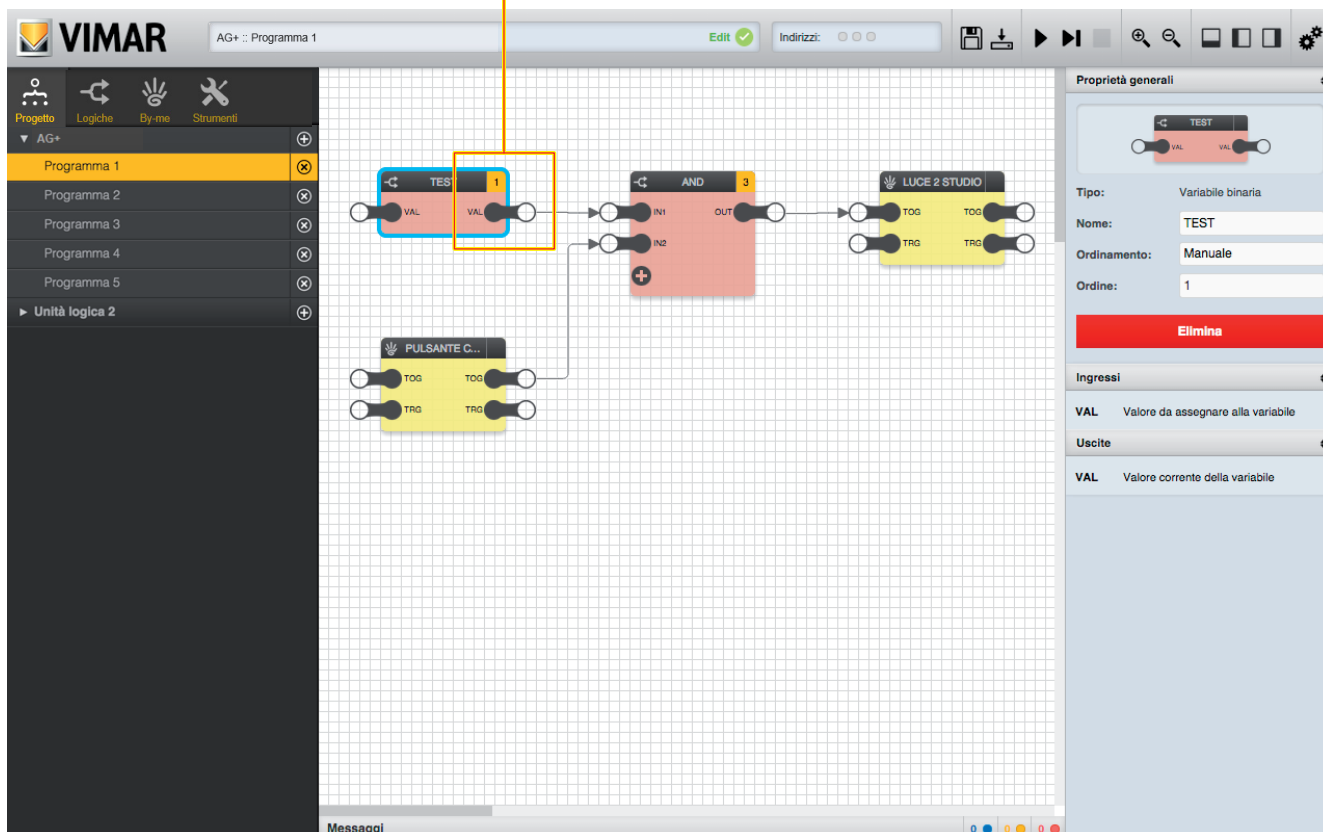 VIMAR
AG+ :: Programma 1
Edit
Indirizzi:
Progetto
Logiche
By-me
Strumenti
AG+
Programma 1
Programma 2
Programma 3
Programma 4
Programma 5
Unità logica 2
TEST 1
VAL VAL
AND 3
IN1 OUT
IN2
LUCE 2 STUDIO
TOG TOG
TRG TRG
PULSANTE C...
TOG TOG
TRG TRG
Messaggi
0 0 0
Proprietà generali
TEST
VAL VAL
Tipo: Variabile binaria
Nome: TEST
Ordinamento: Manuale
Ordine: 1
Elimina
Ingressi
VAL Valore da assegnare alla variabile
Uscite
VAL Valore corrente della variabile